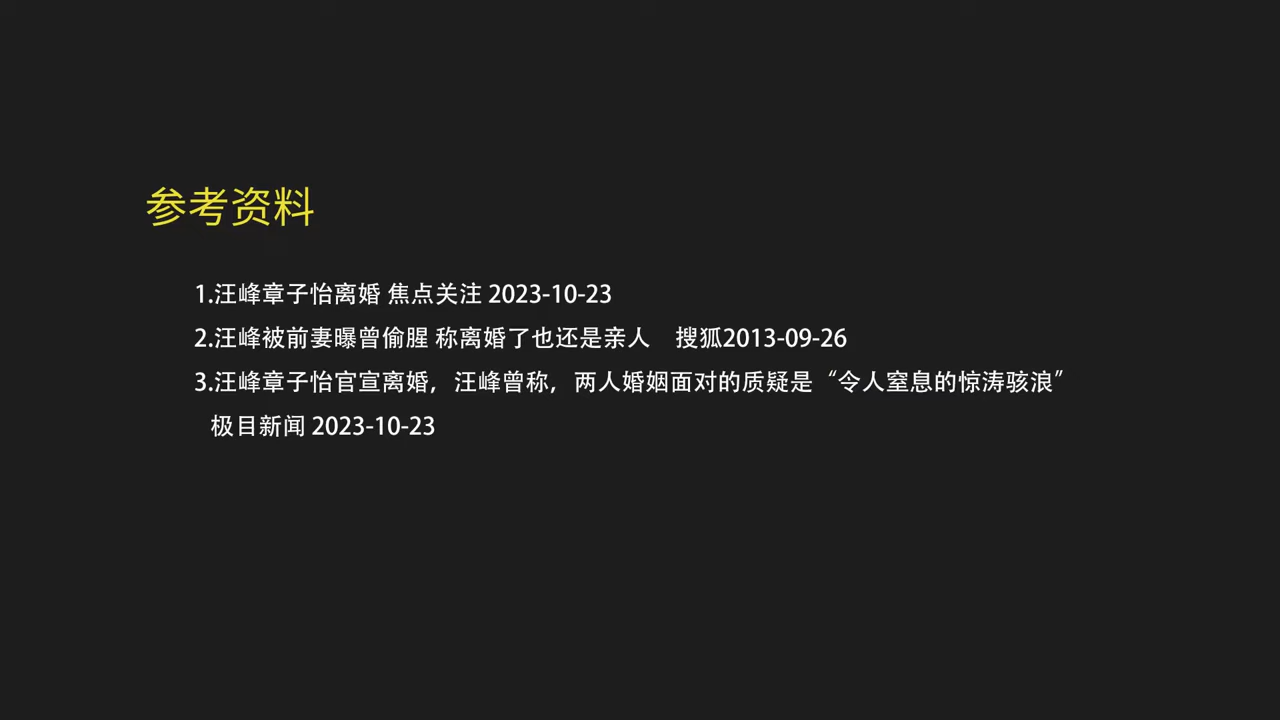 参考资料
1.汪峰章子怡离婚 焦点关注 2023-10-23
2.汪峰被前妻曝曾偷腥 称离婚了也还是亲人 搜狐2013-09-26
3.汪峰章子怡官宣离婚，汪峰曾称，两人婚姻面对的质疑是“令人窒息的惊涛骇浪”
极目新闻 2023-10-23